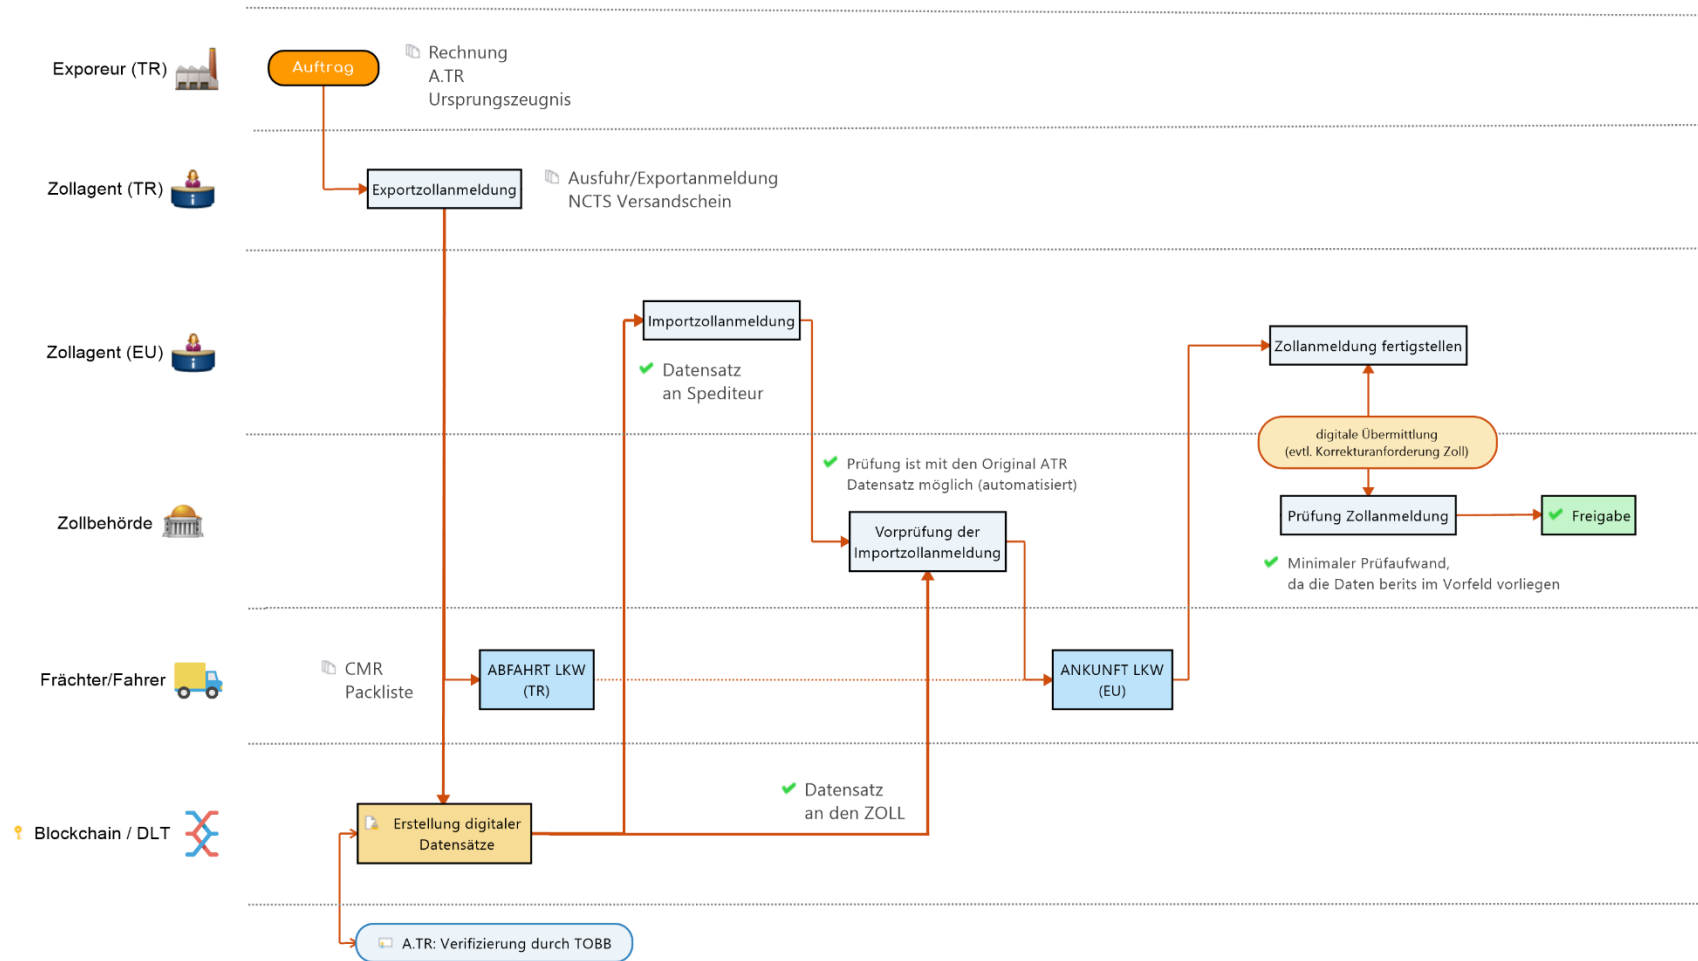 Exporeur (TR)
Auftrag
Rechnung
A.TR
Ursprungszeugnis
Zollagent (TR)
Exportzollanmeldung
Ausfuhr/Exportanmeldung
NCTS Versandschein
Zollagent (EU)
Importzollanmeldung
Datensatz
an Spediteur
Zollanmeldung fertigstellen
digitale Übermittlung
(evtl. Korrekturanforderung Zoll)
Zollbehörde
Prüfung ist mit den Original ATR
Datensatz möglich (automatisiert)
Vorprüfung der
Importzollanmeldung
Prüfung Zollanmeldung
Freigabe
Minimaler Prüfaufwand,
da die Daten berits im Vorfeld vorliegen
Frächter/Fahrer
CMR
Packliste
ABFAHRT LKW
(TR)
ANKUNFT LKW
(EU)
Blockchain / DLT
Erstellung digitaler
Datensätze
Datensatz
an den ZOLL
A.TR: Verifizierung durch TOBB